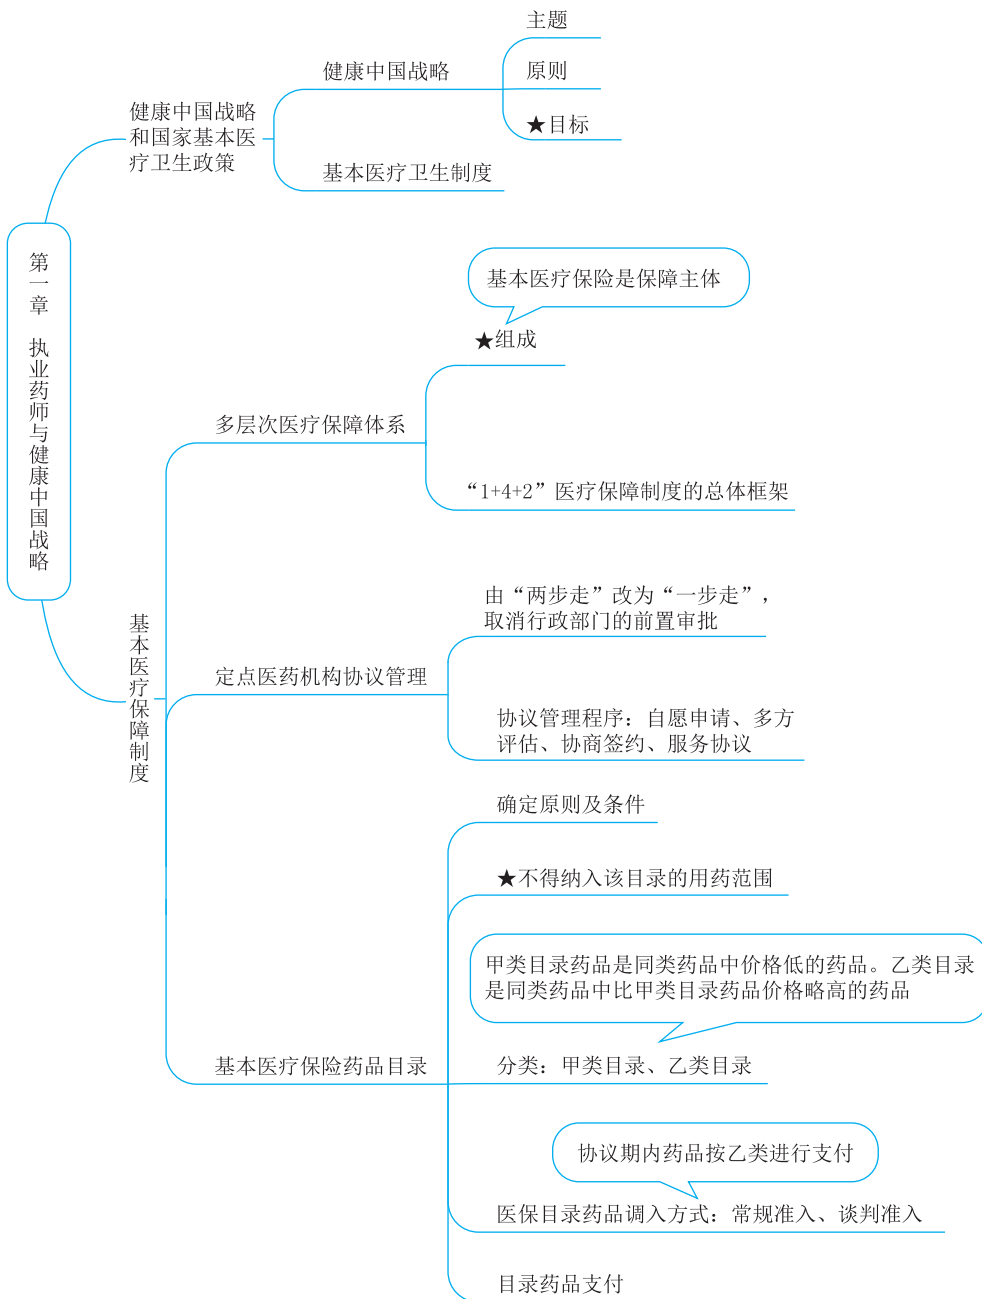 主题
健康中国战略
原则
★目标
健康中国战略
和国家基本医
疗卫生政策
基本医疗卫生制度
第一章 执业药师与健康中国战略
基本医疗保险是保障主体
★组成
多层次医疗保障体系
“1+4+2”医疗保障制度的总体框架
基本医疗保障制度
由“两步走”改为“一步走”，
取消行政部门的前置审批
定点医药机构协议管理
协议管理程序：自愿申请、多方
评估、协商签约、服务协议
确定原则及条件
★不得纳入该目录的用药范围
甲类目录药品是同类药品中价格低的药品。乙类目录
是同类药品中比甲类目录药品价格略高的药品
基本医疗保险药品目录
分类：甲类目录、乙类目录
协议期内药品按乙类进行支付
医保目录药品调入方式：常规准入、谈判准入
目录药品支付